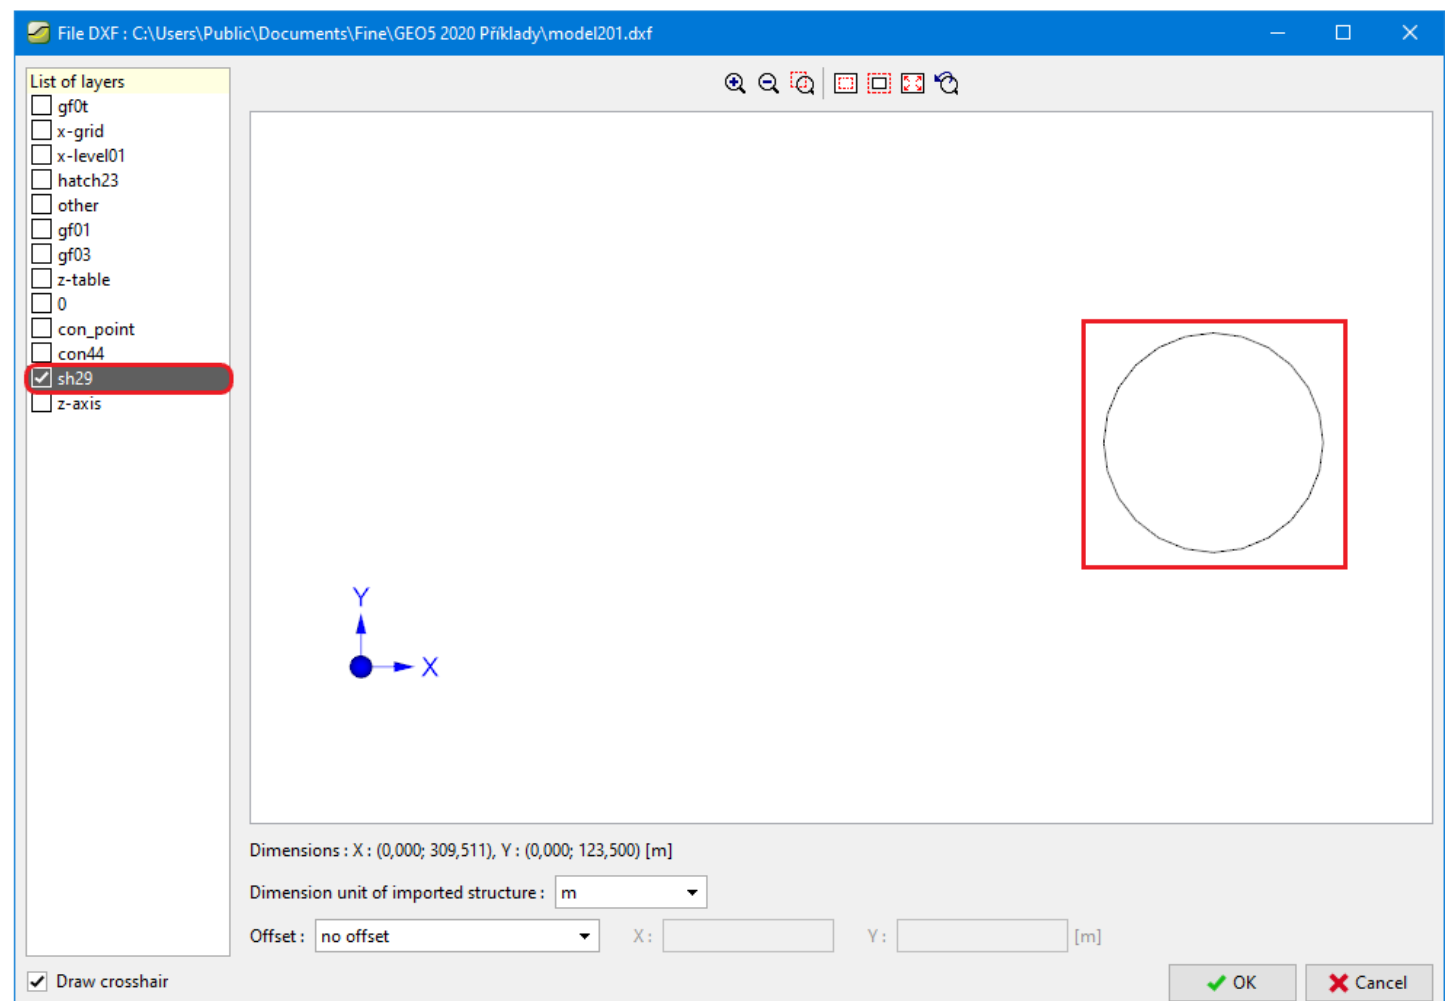 File DXF : C:\Users\Public\Documents\Fine\GEO5 2020 Příklady\model201.dxf
List of layers
gf0t
x-grid
x-level01
hatch23
other
gf01
gf03
z-table
0
con_point
con44
sh29
z-axis
Y
X
Dimensions : X : (0,000; 309,511), Y : (0,000; 123,500) [m]
Dimension unit of imported structure : m
Offset : no offset X : Y : [m]
Draw crosshair
OK Cancel